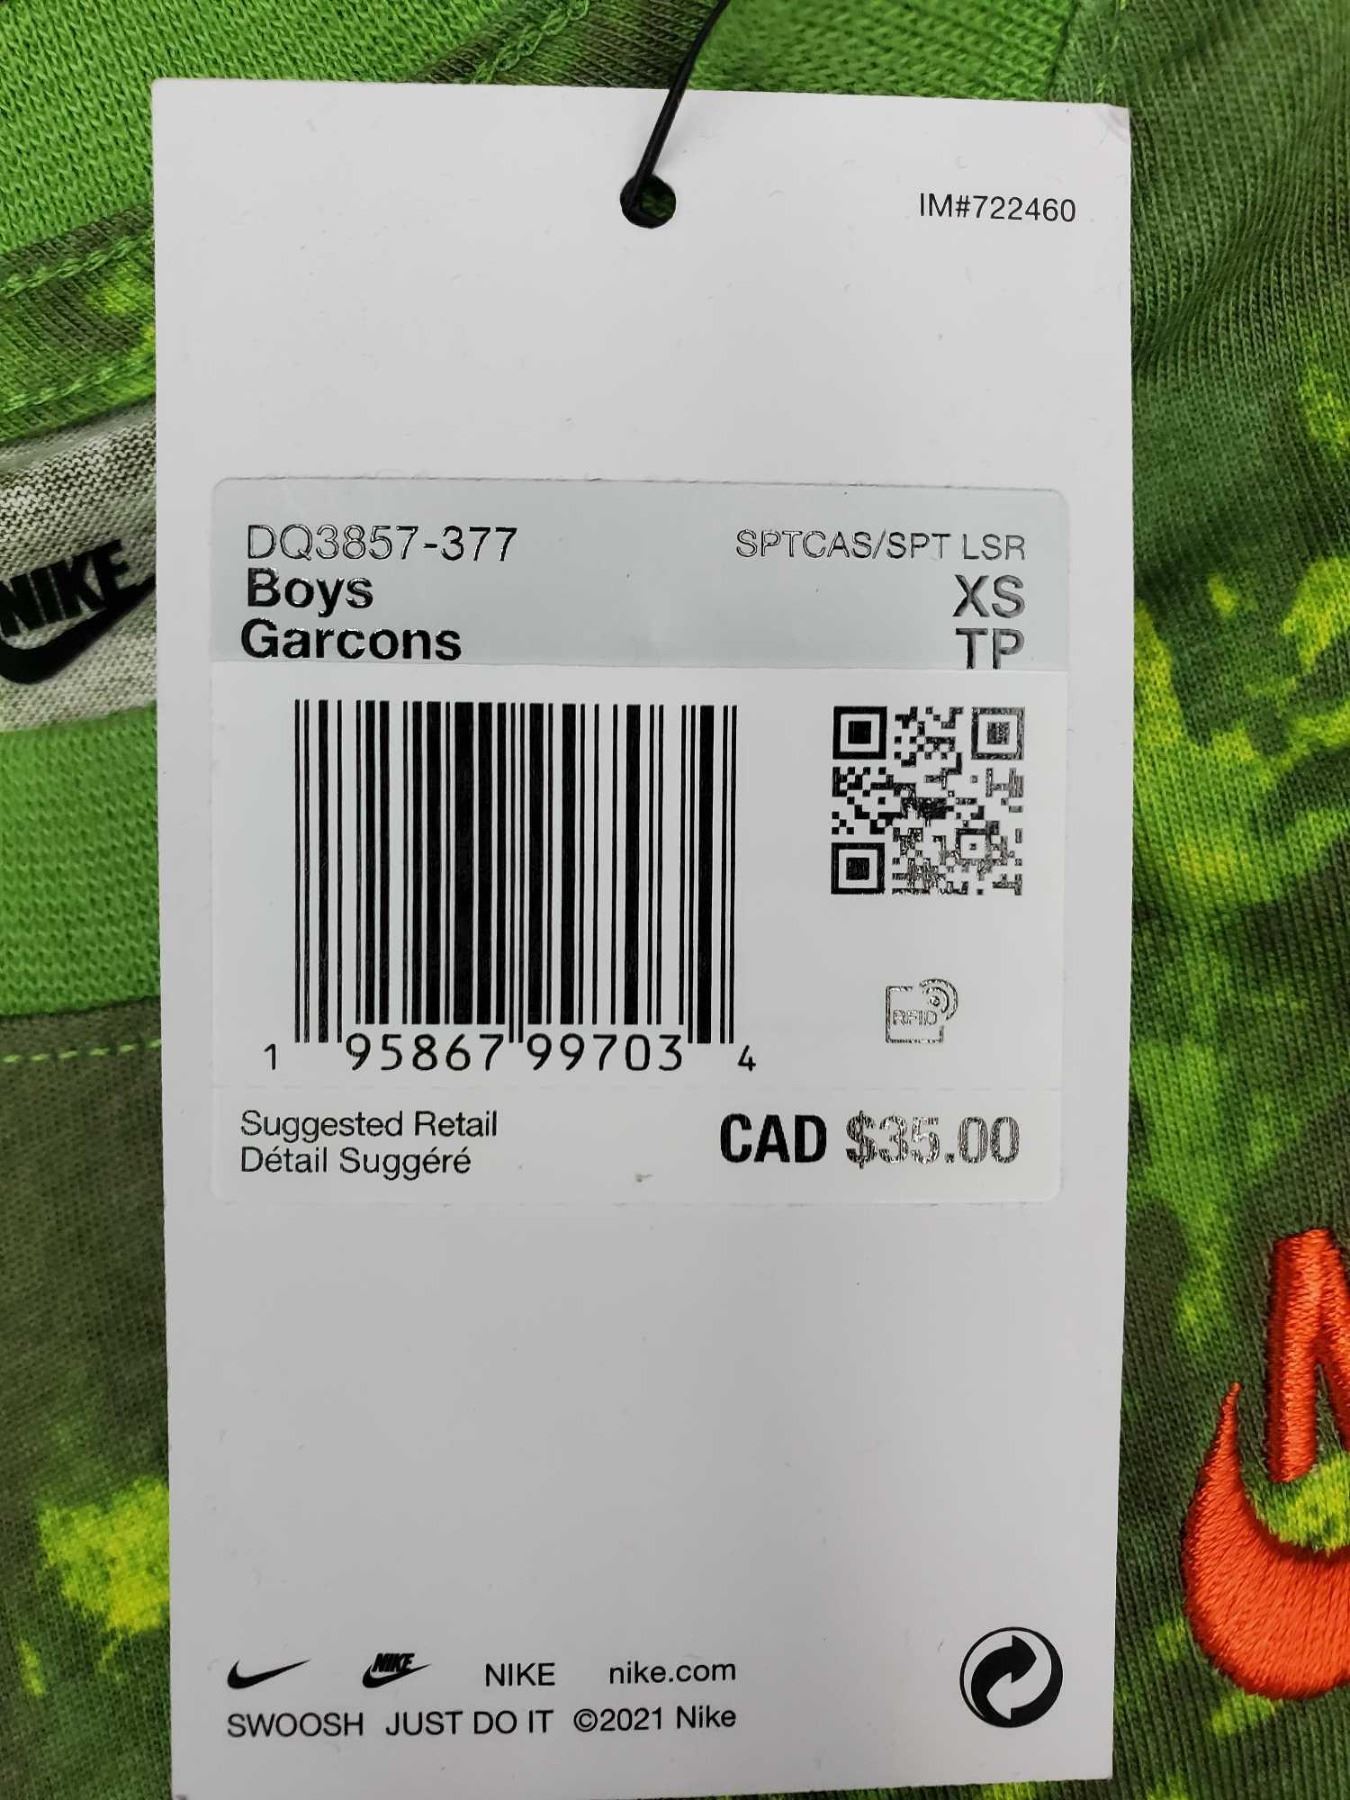 IM#722460
NIKE
DQ3857-377 SPTCAS/SPT LSR
Boys XS
Garcons TP
RFID
1 95867 99703 4
Suggested Retail
Détail Suggéré
CAD $35.00
NIKE NIKE nike.com
SWOOSH JUST DO IT ©2021 Nike